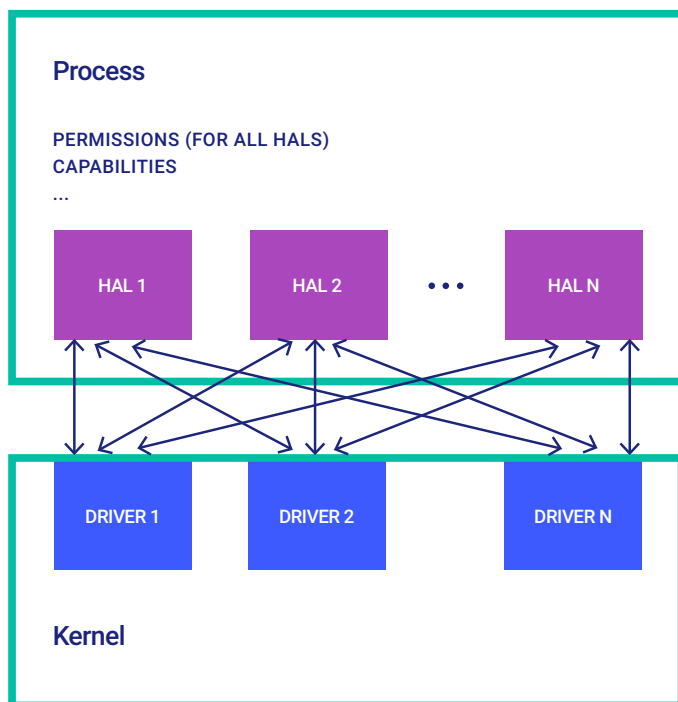 Process
PERMISSIONS (FOR ALL HALS)
CAPABILITIES
...
HAL 1
HAL 2
...
HAL N
DRIVER 1
DRIVER 2
DRIVER N
Kernel